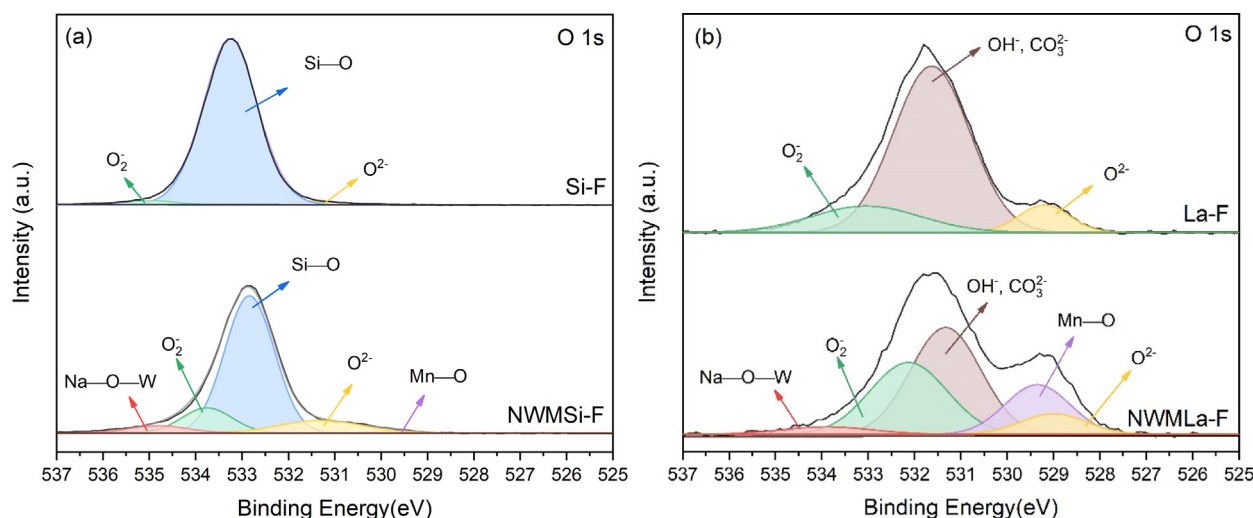 (a)
O 1s
Si—O
O₂⁻
O²⁻
Si-F
Si—O
O₂⁻
O²⁻
Na—O—W
Mn—O
NWMSi-F
Intensity (a.u.)
537 536 535 534 533 532 531 530 529 528 527 526 525
Binding Energy(eV)
(b)
O 1s
OH⁻, CO₃²⁻
O₂⁻
O²⁻
La-F
OH⁻, CO₃²⁻
Mn—O
O₂⁻
O²⁻
Na—O—W
NWMLa-F
Intensity (a.u.)
537 536 535 534 533 532 531 530 529 528 527 526 525
Binding Energy(eV)